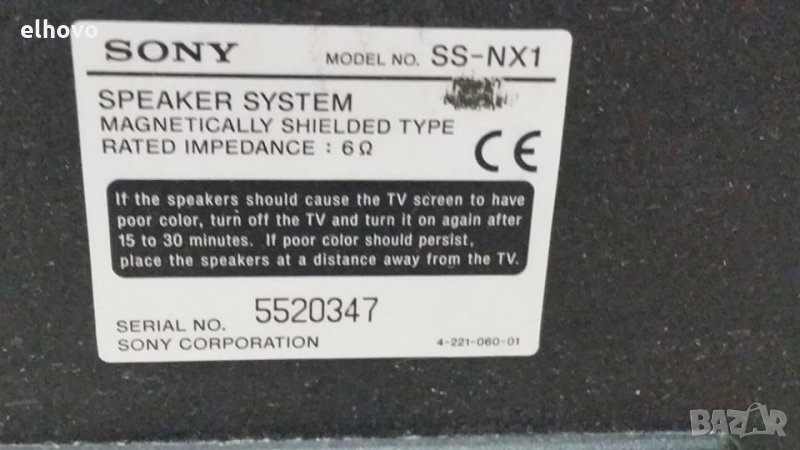 elhovo
SONY MODEL NO. SS-NX1
SPEAKER SYSTEM
MAGNETICALLY SHIELDED TYPE
RATED IMPEDANCE : 6Ω
CE
If the speakers should cause the TV screen to have
poor color, turn off the TV and turn it on again after
15 to 30 minutes. If poor color should persist,
place the speakers at a distance away from the TV.
SERIAL NO. 5520347
SONY CORPORATION 4-221-060-01
BAZAR